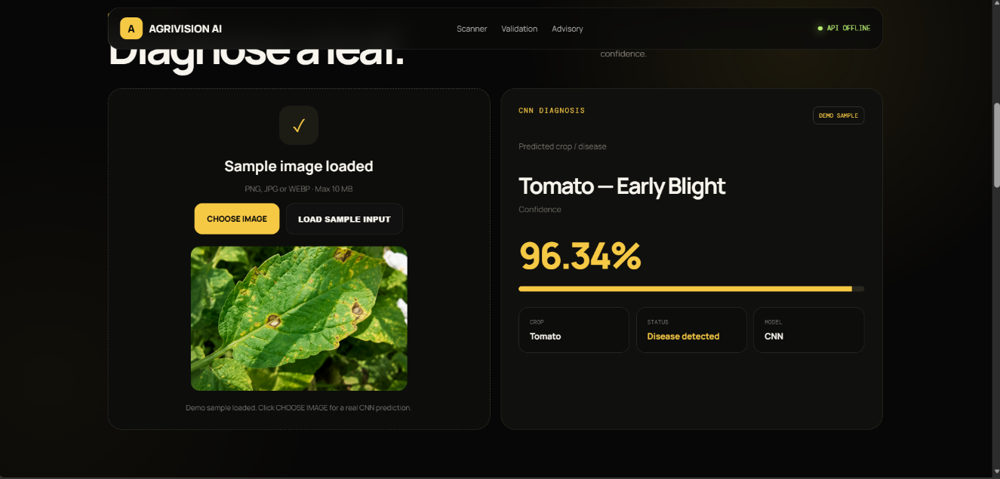 A AGRIVISION AI
Scanner Validation Advisory
API OFFLINE
Diagnose a leaf.
confidence.
✓
Sample image loaded
PNG, JPG or WEBP · Max 10 MB
CHOOSE IMAGE
LOAD SAMPLE INPUT
Demo sample loaded. Click CHOOSE IMAGE for a real CNN prediction.
CNN DIAGNOSIS
DEMO SAMPLE
Predicted crop / disease
Tomato — Early Blight
Confidence
96.34%
CROP
Tomato
STATUS
Disease detected
MODEL
CNN